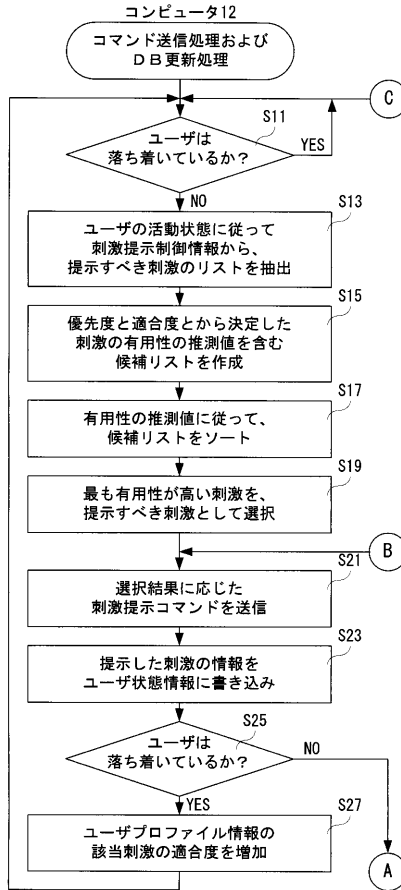 コンピュータ12
コマンド送信処理および
DB更新処理
C
S11
ユーザは
落ち着いているか?
YES
NO
S13
ユーザの活動状態に従って
刺激提示制御情報から、
提示すべき刺激のリストを抽出
S15
優先度と適合度とから決定した
刺激の有用性の推測値を含む
候補リストを作成
S17
有用性の推測値に従って、
候補リストをソート
S19
最も有用性が高い刺激を、
提示すべき刺激として選択
B
S21
選択結果に応じた
刺激提示コマンドを送信
S23
提示した刺激の情報を
ユーザ状態情報に書き込み
S25
ユーザは
落ち着いているか?
NO
YES
S27
ユーザプロファイル情報の
該当刺激の適合度を増加
A